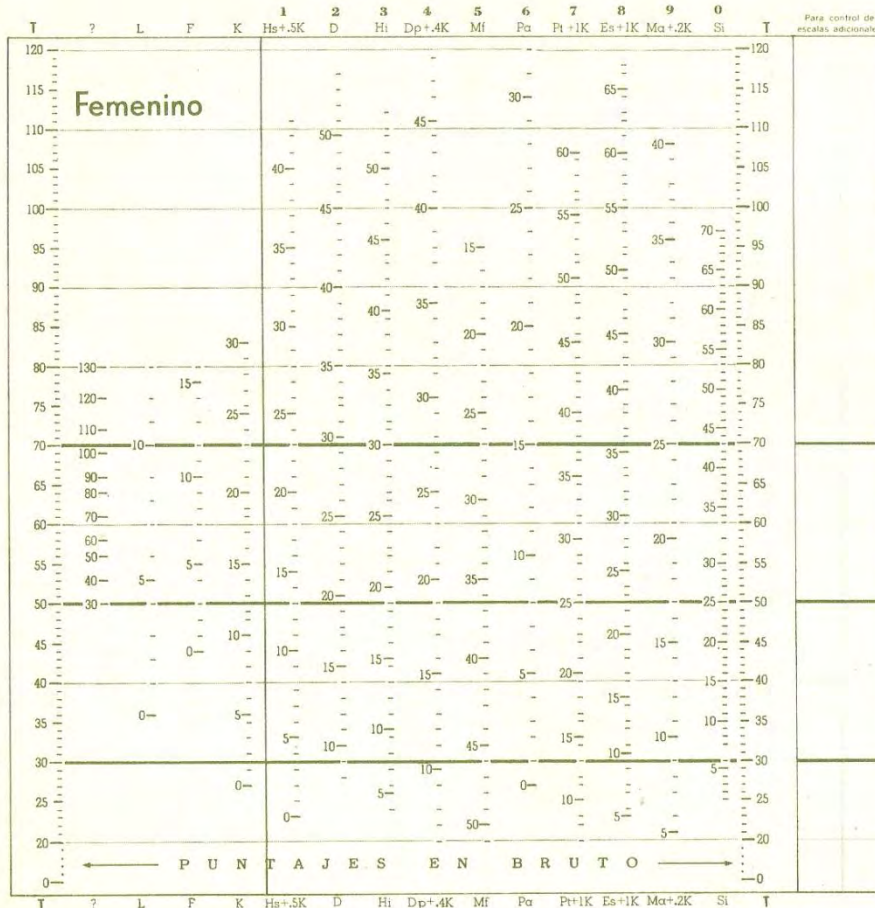 1 2 3 4 5 6 7 8 9 0
T ? L F K Hs+.5K D Hi Dp+.4K Mf Pa Pt+1K Es+1K Ma+.2K Si T
Para control de
escalas adicionale
120 120
115 65 115
Femenino 30
110 50 45 110
105 40 50 60 60 40 105
100 45 40 25 55 55 100
95 35 45 15 35 70 95
90 40 50 50 65 90
85 30 30 40 35 20 20 45 45 30 60 85
80 130 35 35 55 80
75 120 15 25 25 30 25 40 40 50 75
70 110 10 30 30 15 25 45 70
65 100 90 80 10 20 20 25 30 35 35 40 65
60 70 25 25 30 35 60
55 60 50 5 15 15 10 30 25 20 30 55
50 40 30 5 20 20 20 35 25 25 50
45 0 10 10 15 40 20 15 20 45
40 15 15 5 20 15 40
35 0 5 5 10 10 45 15 15 10 10 35
30 10 10 5 30
25 0 0 5 0 10 5 25
20 50 5 20
PUNTAJES EN BRUTO
0 0
T ? L F K Hs+.5K D Hi Dp+.4K Mf Pa Pt+1K Es+1K Ma+.2K Si T